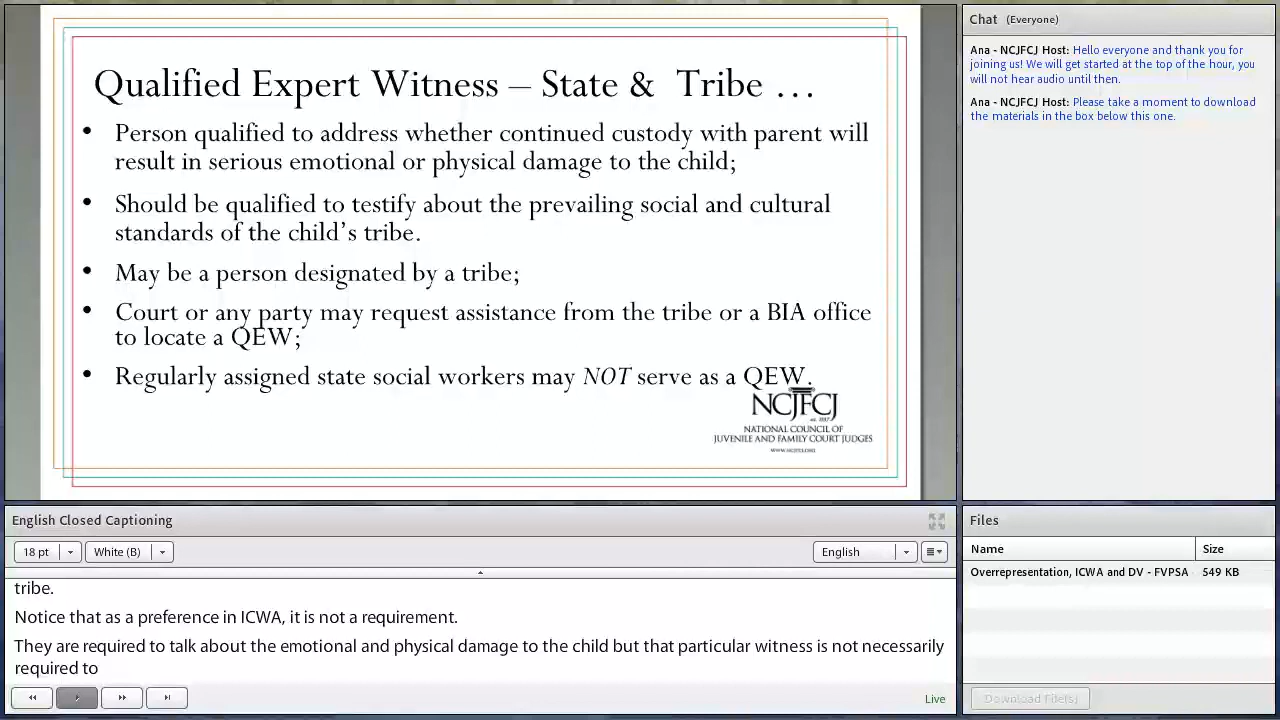 Qualified Expert Witness – State & Tribe …
• Person qualified to address whether continued custody with parent will
result in serious emotional or physical damage to the child;
• Should be qualified to testify about the prevailing social and cultural
standards of the child’s tribe.
• May be a person designated by a tribe;
• Court or any party may request assistance from the tribe or a BIA office
to locate a QEW;
• Regularly assigned state social workers may NOT serve as a QEW.
NCJFCJ
est. 1937
NATIONAL COUNCIL OF
JUVENILE AND FAMILY COURT JUDGES
WWW.NCJFCJ.ORG
Chat (Everyone)
Ana - NCJFCJ Host: Hello everyone and thank you for
joining us! We will get started at the top of the hour, you
will not hear audio until then.
Ana - NCJFCJ Host: Please take a moment to download
the materials in the box below this one.
English Closed Captioning
18 pt
White (B)
English
tribe.
Notice that as a preference in ICWA, it is not a requirement.
They are required to talk about the emotional and physical damage to the child but that particular witness is not necessarily
required to
Live
Files
Name Size
Overrepresentation, ICWA and DV - FVPSA 549 KB
Download File(s)